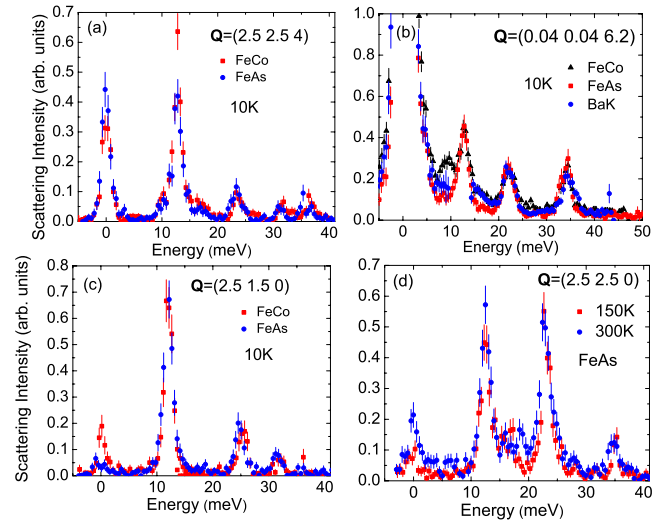 (a)
Q=(2.5 2.5 4)
FeCo
FeAs
10K
Scattering Intensity (arb. units)
0.7
0.6
0.5
0.4
0.3
0.2
0.1
0.0
0 10 20 30 40
Energy (meV)
(b)
Q=(0.04 0.04 6.2)
FeCo
10K
FeAs
BaK
Scattering Intensity (arb. units)
1.0
0.8
0.6
0.4
0.2
0.0
0 10 20 30 40 50
Energy (meV)
(c)
Q=(2.5 1.5 0)
FeCo
FeAs
10K
Scattering Intensity (arb. units)
0.8
0.7
0.6
0.5
0.4
0.3
0.2
0.1
0.0
0 10 20 30 40
Energy (meV)
(d)
Q=(2.5 2.5 0)
150K
300K
FeAs
0.7
0.6
0.5
0.4
0.3
0.2
0.1
0.0
0 10 20 30 40
Energy (meV)